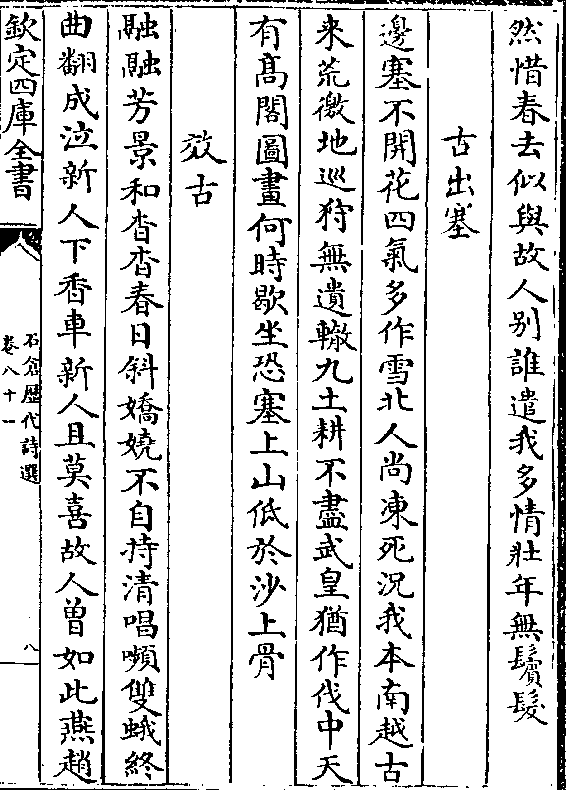 然惜春去似與故人别誰遣我多情壯年無鬢髮
古出塞
邊塞不開花四氣多作雪北人尚凍死況我本南越古
来荒徼地巡狩無遺轍九土耕不盡武皇猶作伐中天
有髙閣圖畫何時歇坐恐塞上山低於沙上骨
效古
融融芳景和杳杳春日斜嬌嬈不自持清唱嚬雙蛾終
曲翻成泣新人下香車新人且莫喜故人曽如此燕趙
欽定四庫全書
石倉歴代詩選
卷八十一
八